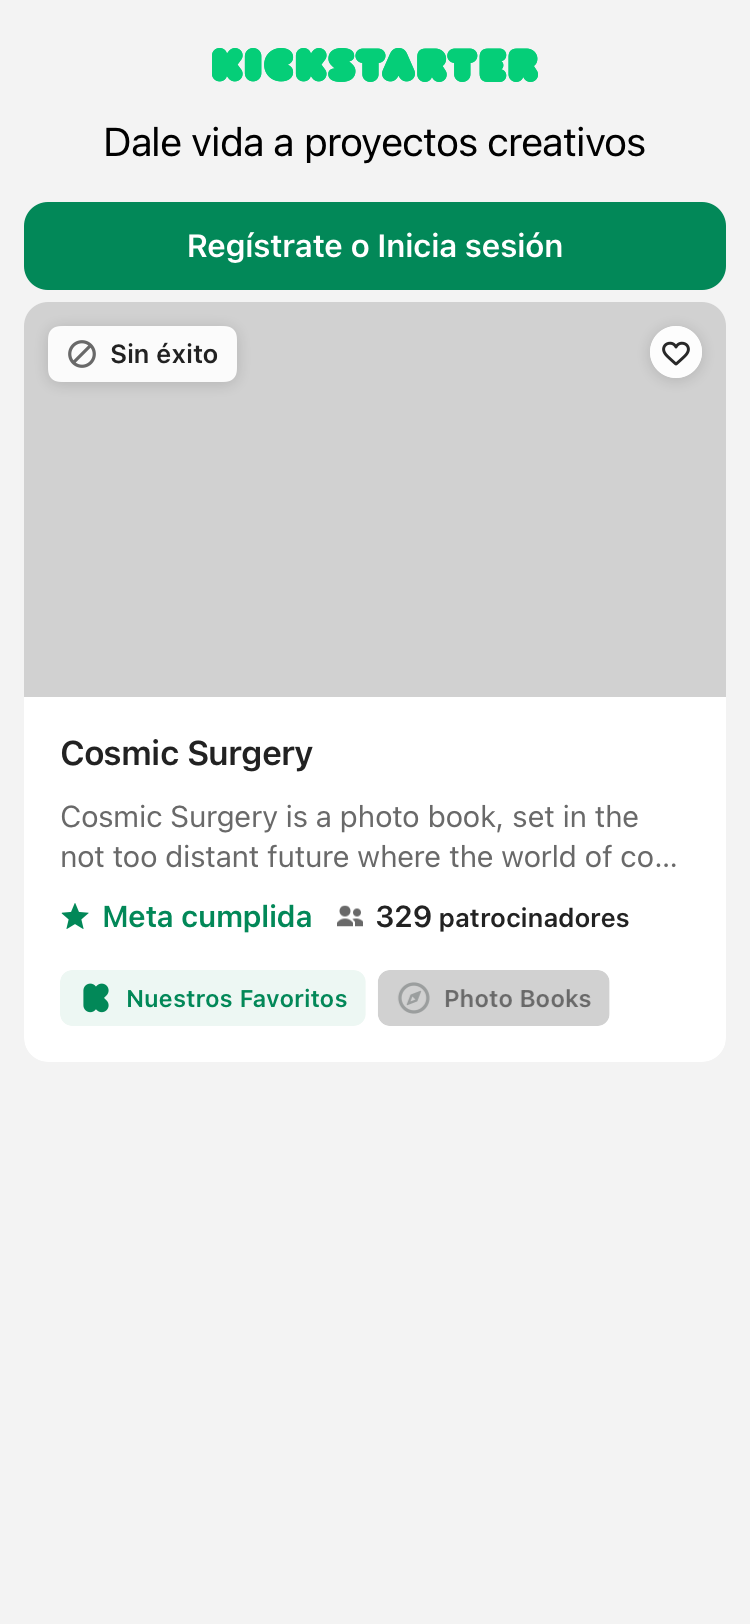 KICKSTARTER
Dale vida a proyectos creativos
Regístrate o Inicia sesión
Sin éxito
Cosmic Surgery
Cosmic Surgery is a photo book, set in the
not too distant future where the world of co...
Meta cumplida 329 patrocinadores
Nuestros Favoritos Photo Books